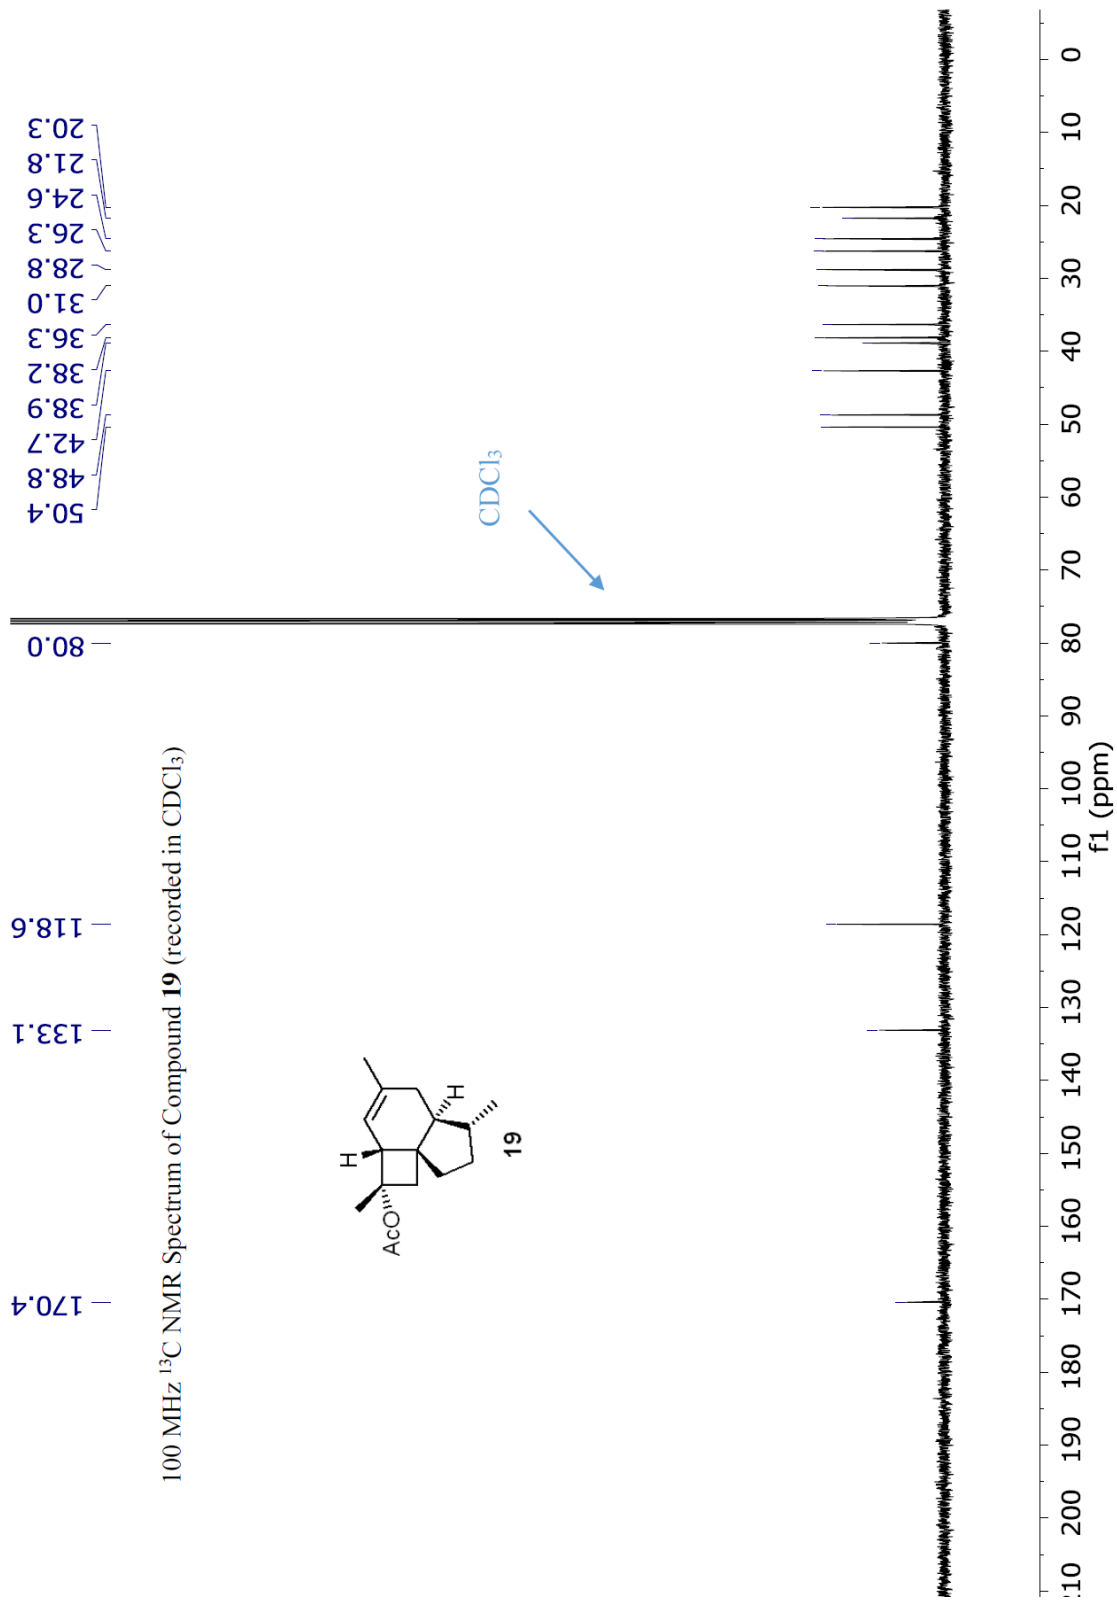 100 MHz ¹³C NMR Spectrum of Compound 19 (recorded in CDCl₃)
170.4
133.1
118.6
80.0
50.4
48.8
42.7
38.9
38.2
36.3
31.0
28.8
26.3
24.6
21.8
20.3
CDCl₃
H
AcO
H
19
210 200 190 180 170 160 150 140 130 120 110 100 90 80 70 60 50 40 30 20 10 0
f1 (ppm)